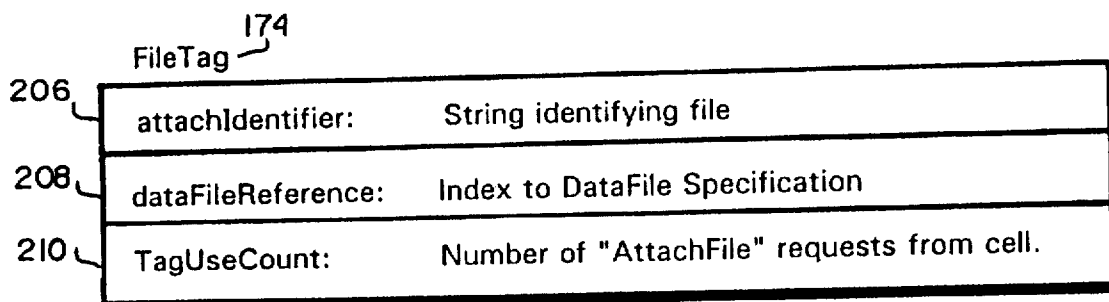 174
FileTag
206 attachIdentifier: String identifying file
208 dataFileReference: Index to DataFile Specification
210 TagUseCount: Number of "AttachFile" requests from cell.